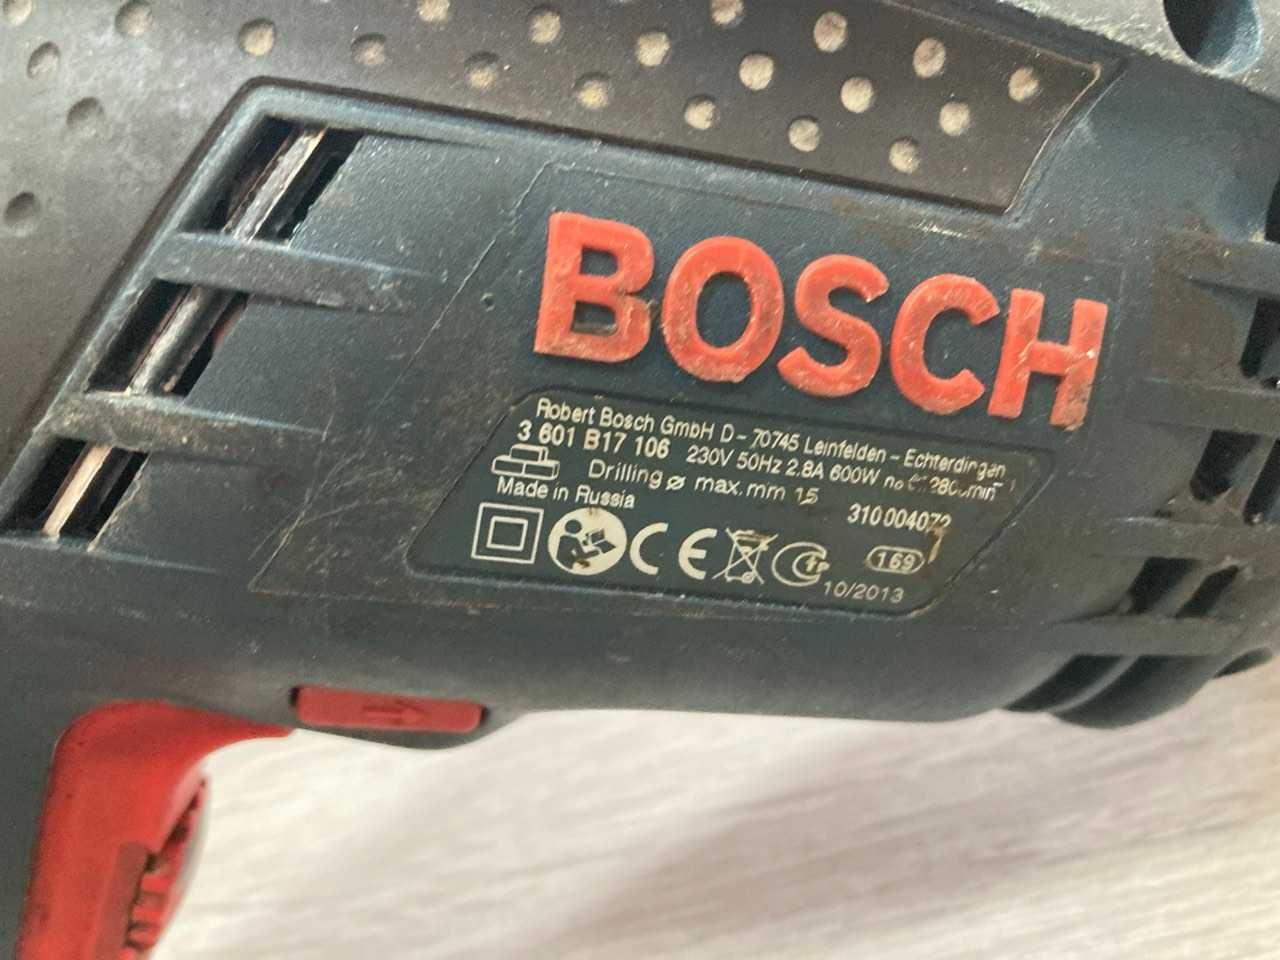 BOSCH
Robert Bosch GmbH D - 70745 Leinfelden - Echterdingen
3 601 B17 106 230V 50Hz 2.8A 600W
Drilling ø max. mm 15
Made in Russia
310004072
CE
169
10/2013